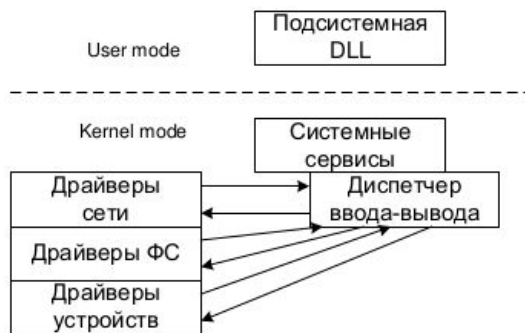 User mode
Подсистемная
DLL
Kernel mode
Системные
сервисы
Драйверы
сети
Диспетчер
ввода-вывода
Драйверы ФС
Драйверы
устройств